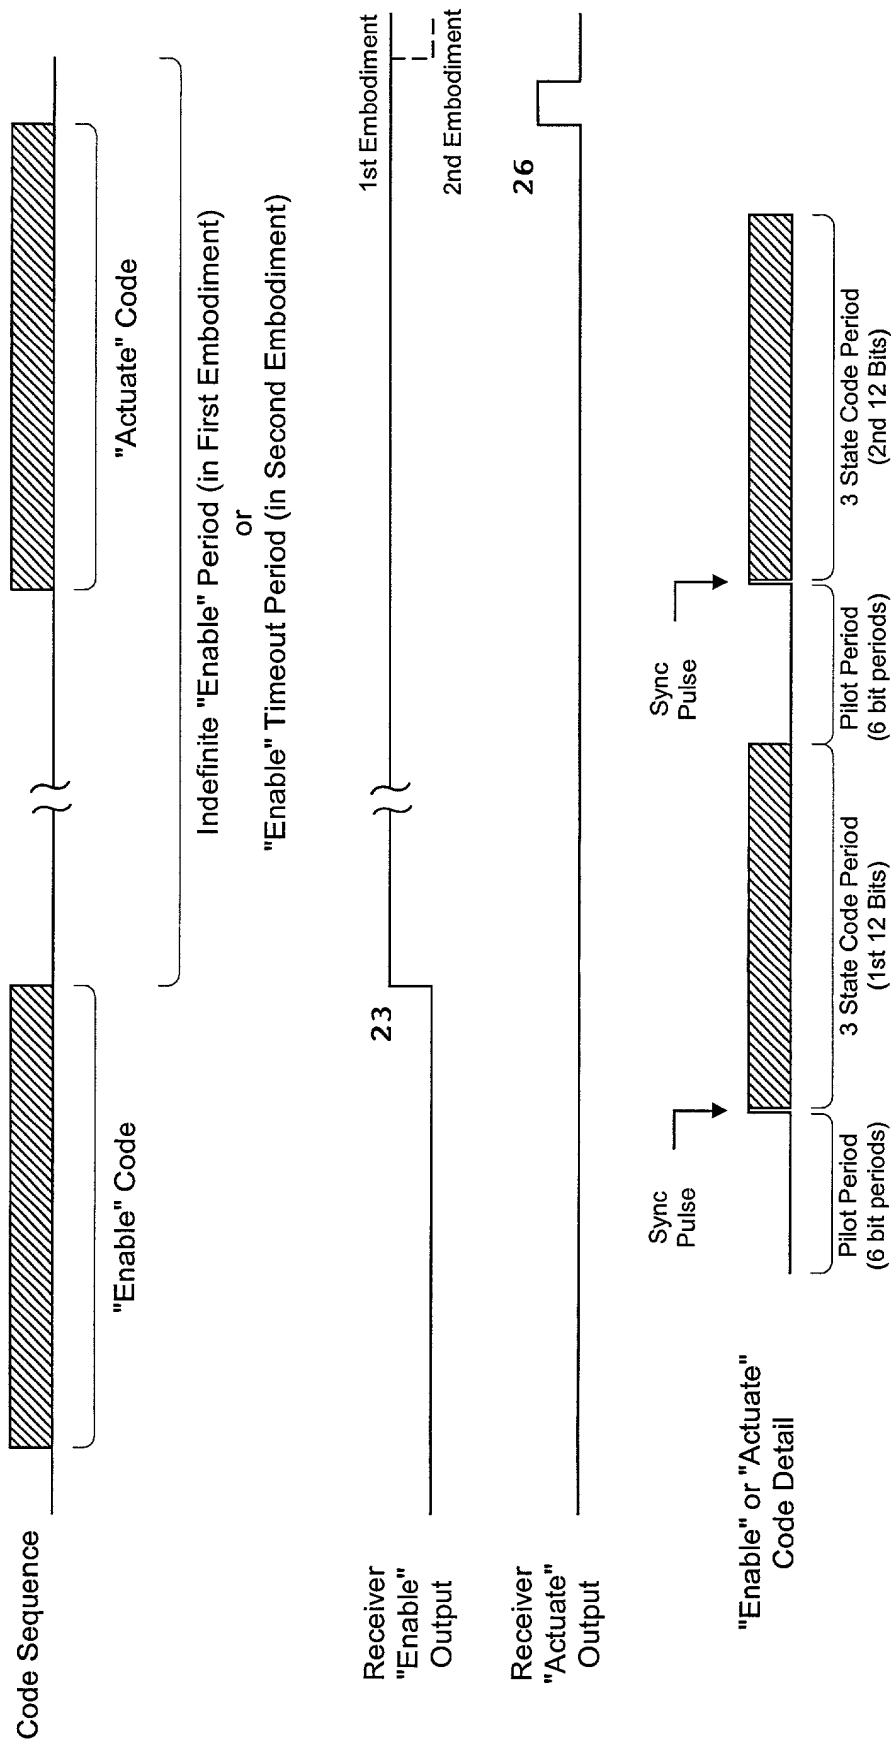 Code Sequence
"Enable" Code
"Actuate" Code
Indefinite "Enable" Period (in First Embodiment)
or
"Enable" Timeout Period (in Second Embodiment)
Receiver
"Enable"
Output
23
1st Embodiment
2nd Embodiment
Receiver
"Actuate"
Output
26
"Enable" or "Actuate"
Code Detail
Sync
Pulse
Sync
Pulse
Pilot Period
(6 bit periods)
3 State Code Period
(1st 12 Bits)
Pilot Period
(6 bit periods)
3 State Code Period
(2nd 12 Bits)